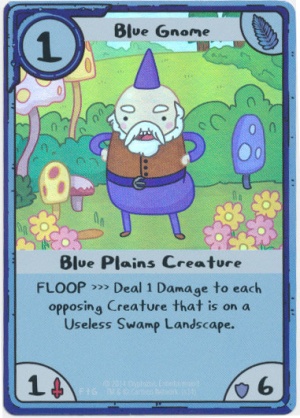 1
Blue Gnome
Blue Plains Creature
FLOOP >>> Deal 1 Damage to each
opposing Creature that is on a
Useless Swamp Landscape.
1
6